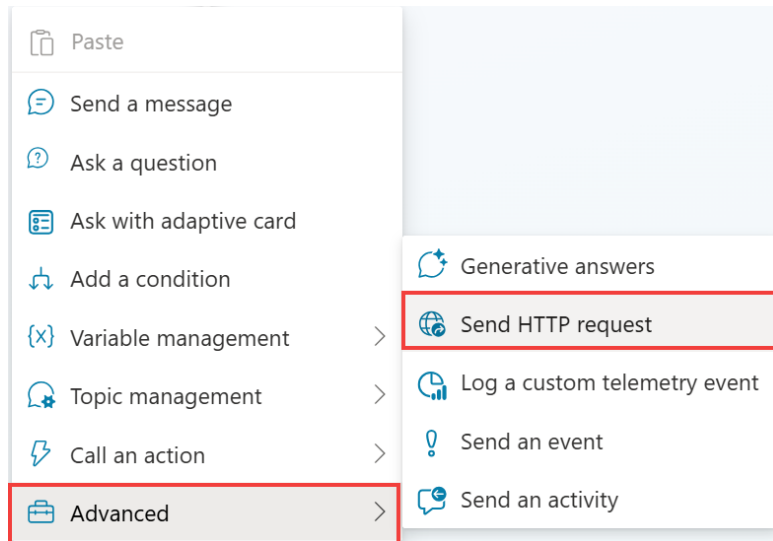 Paste
Send a message
Ask a question
Ask with adaptive card
Add a condition
{x} Variable management
Topic management
Call an action
Advanced
Generative answers
Send HTTP request
Log a custom telemetry event
Send an event
Send an activity